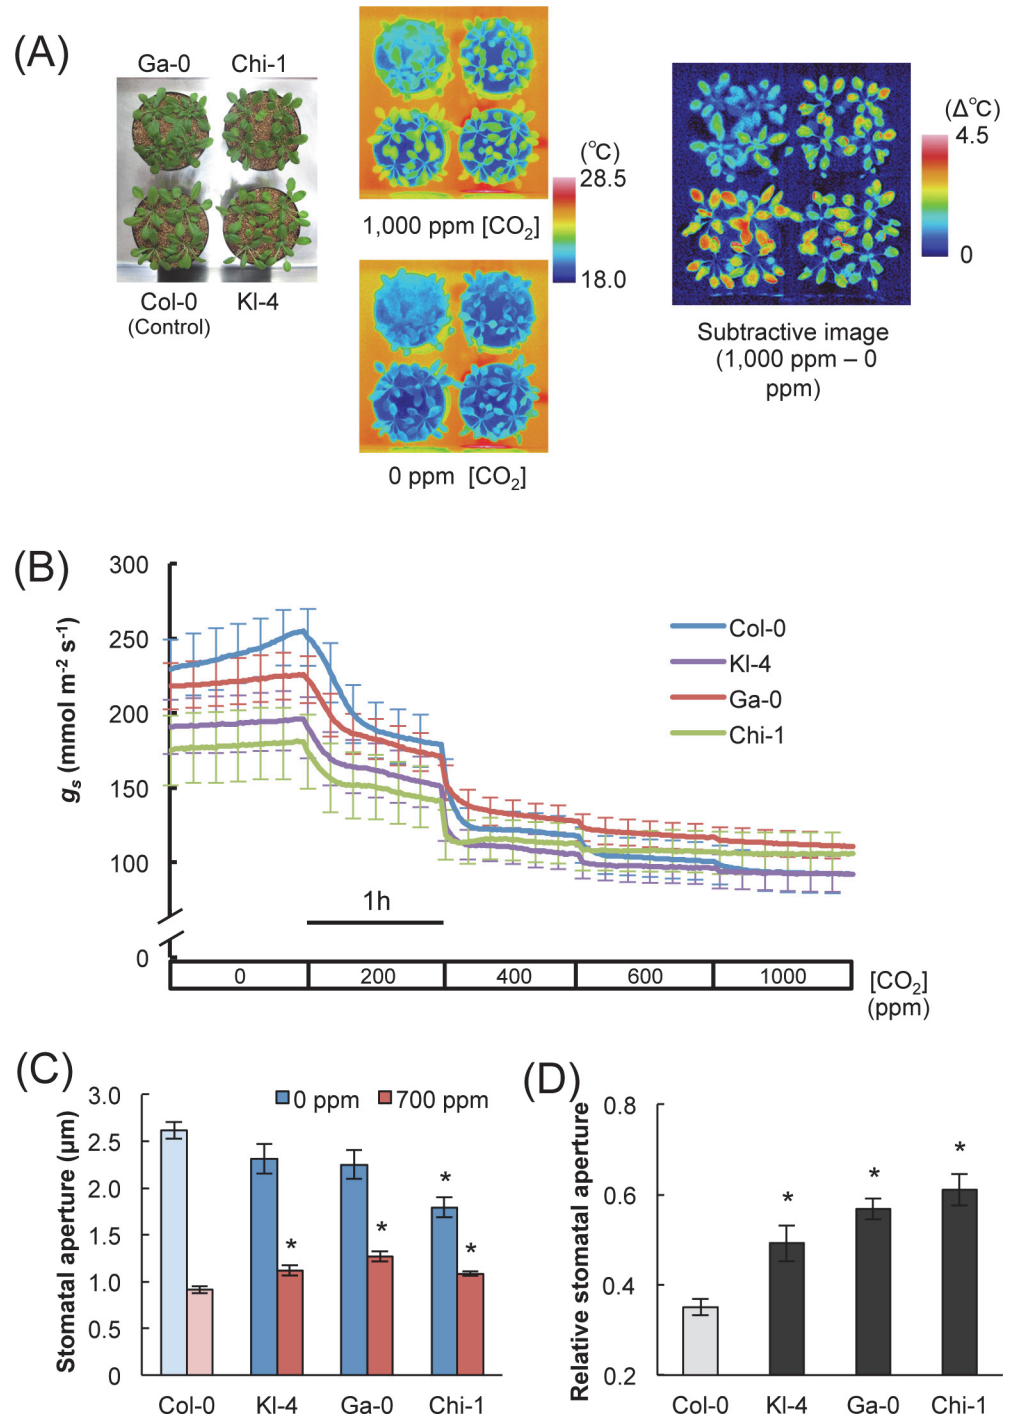 (A)
Ga-0 Chi-1
Col-0 Kl-4
(Control)
1,000 ppm [CO₂]
(°C)
28.5
18.0
0 ppm [CO₂]
(Δ°C)
4.5
0
Subtractive image
(1,000 ppm – 0
ppm)
(B)
gₛ (mmol m⁻² s⁻¹)
300
250
200
150
100
0
Col-0
Kl-4
Ga-0
Chi-1
1h
0 200 400 600 1000
[CO₂]
(ppm)
(C)
Stomatal aperture (µm)
3.0
2.5
2.0
1.5
1.0
0.5
0
0 ppm 700 ppm
*
*
*
*
Col-0 Kl-4 Ga-0 Chi-1
(D)
Relative stomatal aperture
0.8
0.6
0.4
0.2
*
*
*
Col-0 Kl-4 Ga-0 Chi-1